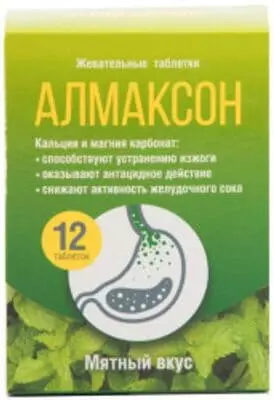 Жевательные таблетки
АЛМАКСОН
Кальция и магния карбонат:
•способствуют устранению изжоги
•оказывают антацидное действие
•снижают активность желудочного сока
12
таблеток
Мятный вкус